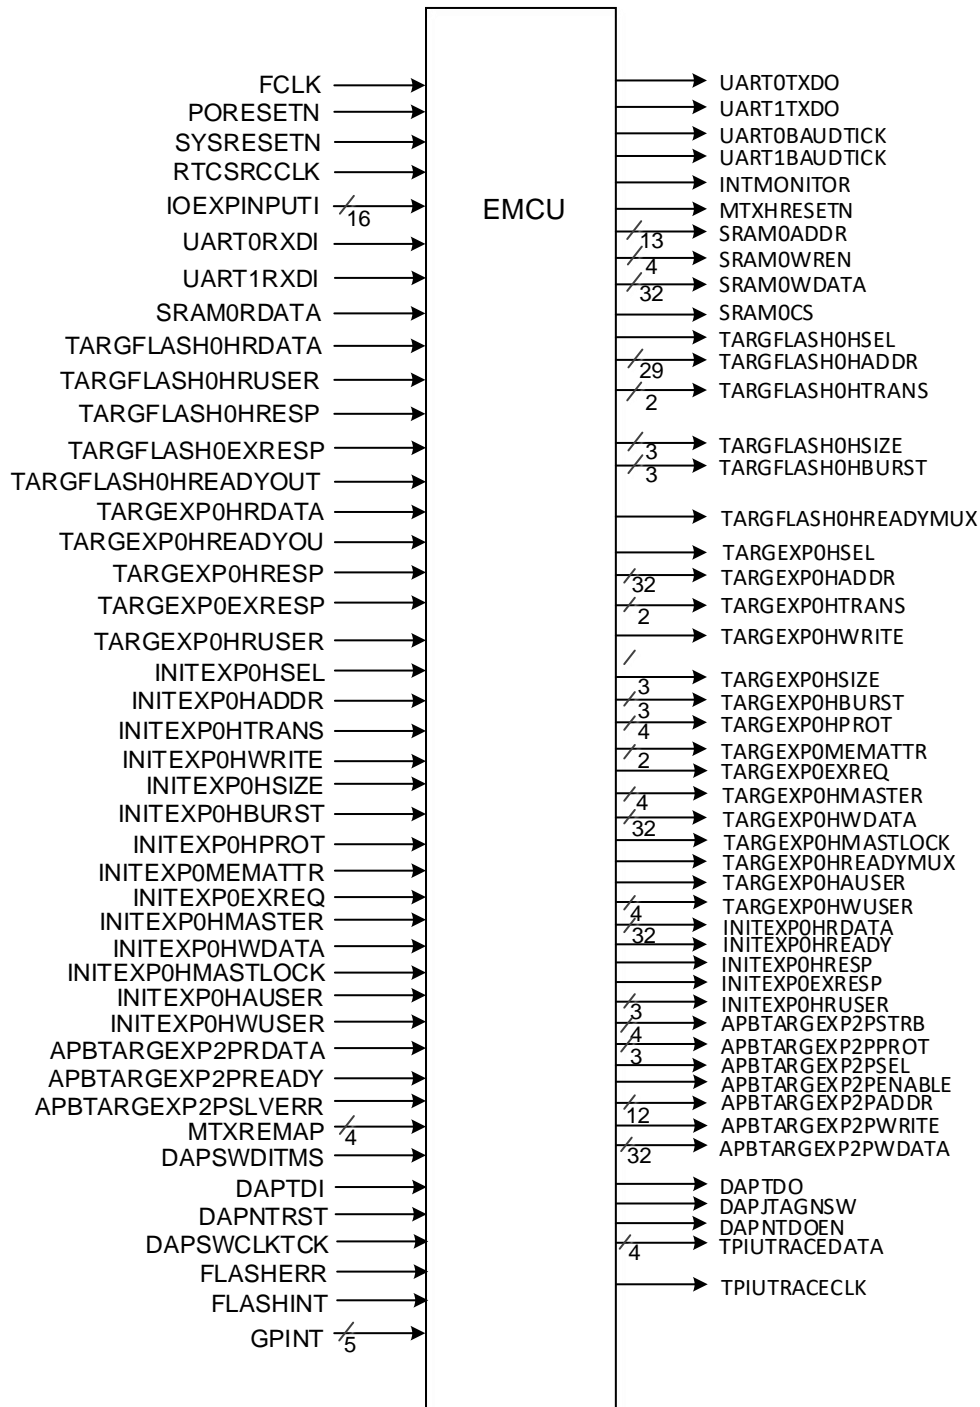 FCLK
PORESETN
SYSRESETN
RTCSRCCLK
IOEXPINPUTI
16
UART0RXDI
UART1RXDI
SRAM0RDATA
TARGFLASH0HRDATA
TARGFLASH0HRUSER
TARGFLASH0HRESP
TARGFLASH0EXRESP
TARGFLASH0HREADYOUT
TARGEXP0HRDATA
TARGEXP0HREADYOU
TARGEXP0HRESP
TARGEXP0EXRESP
TARGEXP0HRUSER
INITEXP0HSEL
INITEXP0HADDR
INITEXP0HTRANS
INITEXP0HWRITE
INITEXP0HSIZE
INITEXP0HBURST
INITEXP0HPROT
INITEXP0MEMATTR
INITEXP0EXREQ
INITEXP0HMASTER
INITEXP0HWDATA
INITEXP0HMASTLOCK
INITEXP0HAUSER
INITEXP0HWUSER
APBTARGEXP2PRDATA
APBTARGEXP2PREADY
APBTARGEXP2PSLVERR
MTXREMAP
4
DAPSWDITMS
DAPTDI
DAPNTRST
DAPSWCLKTCK
FLASHERR
FLASHINT
GPINT
5
EMCU
UART0TXDO
UART1TXDO
UART0BAUDTICK
UART1BAUDTICK
INTMONITOR
MTXHRESETN
SRAM0ADDR
13
SRAM0WREN
4
SRAM0WDATA
32
SRAM0CS
TARGFLASH0HSEL
TARGFLASH0HADDR
29
TARGFLASH0HTRANS
2
TARGFLASH0HSIZE
3
TARGFLASH0HBURST
3
TARGFLASH0HREADYMUX
TARGEXP0HSEL
TARGEXP0HADDR
32
TARGEXP0HTRANS
2
TARGEXP0HWRITE
TARGEXP0HSIZE
3
TARGEXP0HBURST
3
TARGEXP0HPROT
4
TARGEXP0MEMATTR
2
TARGEXP0EXREQ
TARGEXP0HMASTER
4
TARGEXP0HWDATA
32
TARGEXP0HMASTLOCK
TARGEXP0HREADYMUX
TARGEXP0HAUSER
TARGEXP0HWUSER
4
INITEXP0HRDATA
32
INITEXP0HREADY
INITEXP0HRESP
INITEXP0EXRESP
INITEXP0HRUSER
3
APBTARGEXP2PSTRB
4
APBTARGEXP2PPROT
3
APBTARGEXP2PSEL
APBTARGEXP2PENABLE
APBTARGEXP2PADDR
12
APBTARGEXP2PWRITE
APBTARGEXP2PWDATA
32
DAPTDO
DAPJTAGNSW
DAPNTDOEN
TPIUTRACEDATA
4
TPIUTRACECLK